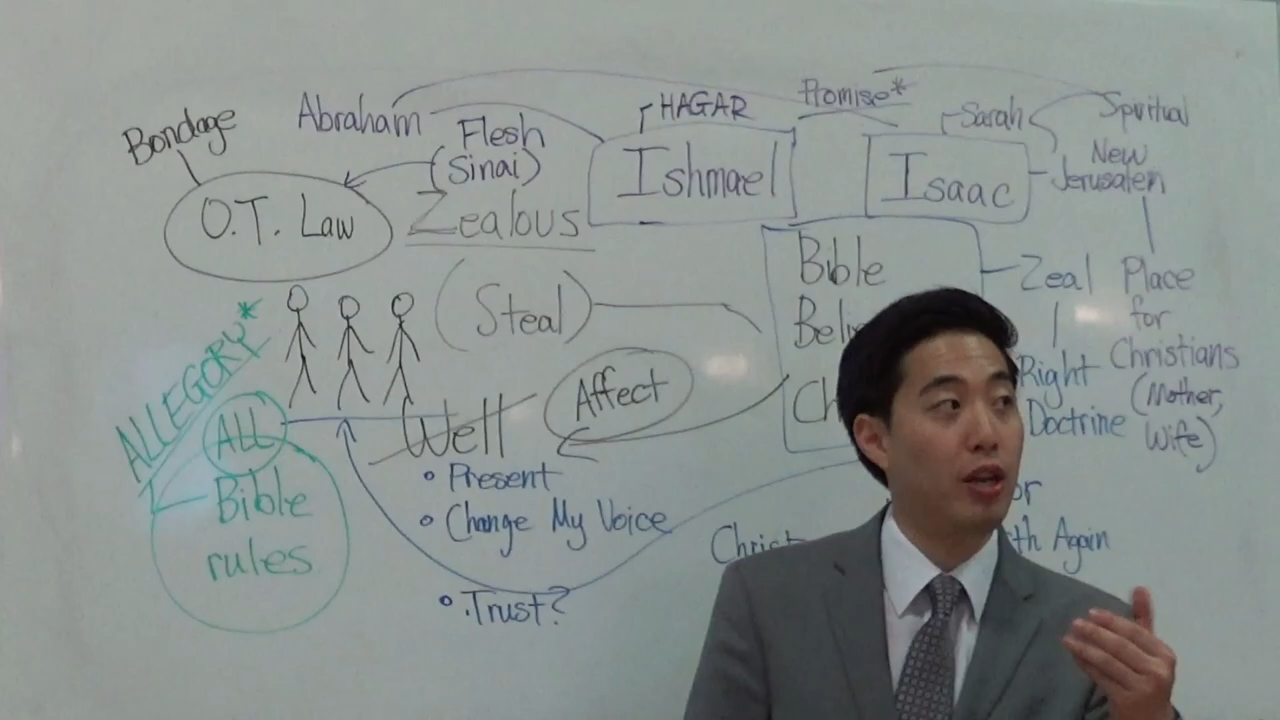 Bondage
Abraham
HAGAR
Promise*
Sarah
Spiritual
Flesh
(Sinai)
Ishmael
Isaac
New
Jerusalem
O.T. Law
Zealous
Bible
Zeal
Place
for
Christians
(Mother,
Wife)
Right
Doctrine
(Steal)
ALLEGORY*
ALL
Bible
rules
Affect
Well
• Present
• Change My Voice
• Trust?
Again